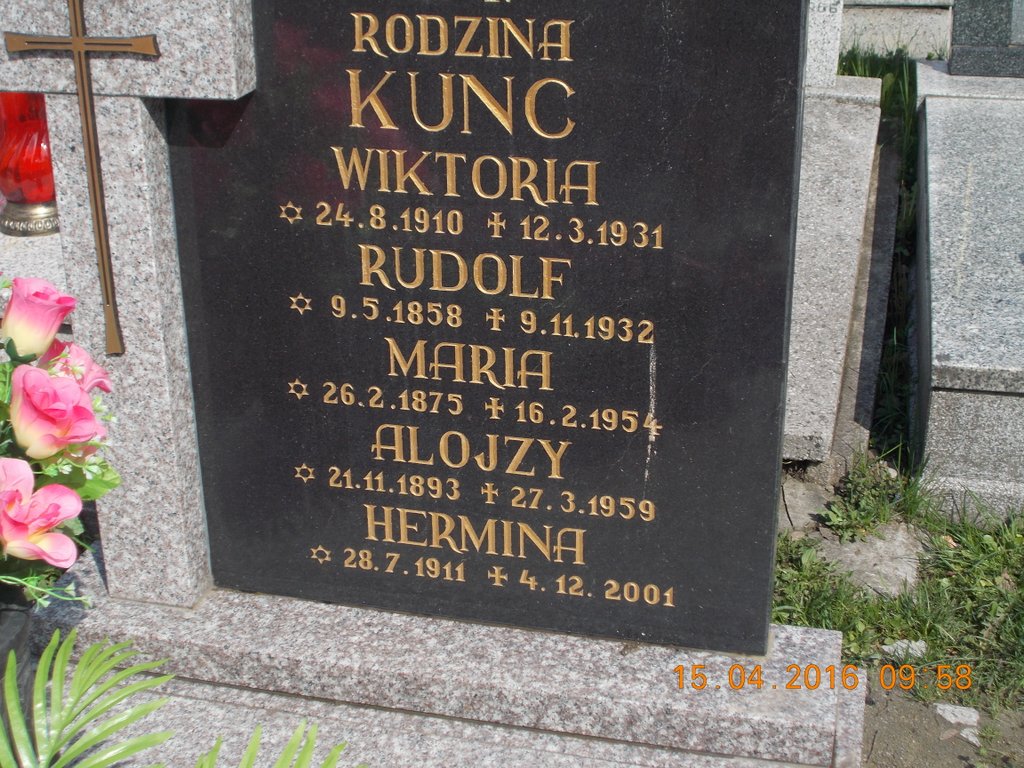 RODZINA
KUNC
WIKTORIA
✡ 24.8.1910 ✝ 12.3.1931
RUDOLF
✡ 9.5.1858 ✝ 9.11.1932
MARIA
✡ 26.2.1875 ✝ 16.2.1954
ALOJZY
✡ 21.11.1893 ✝ 27.3.1959
HERMINA
✡ 28.7.1911 ✝ 4.12.2001
15.04.2016 09:58